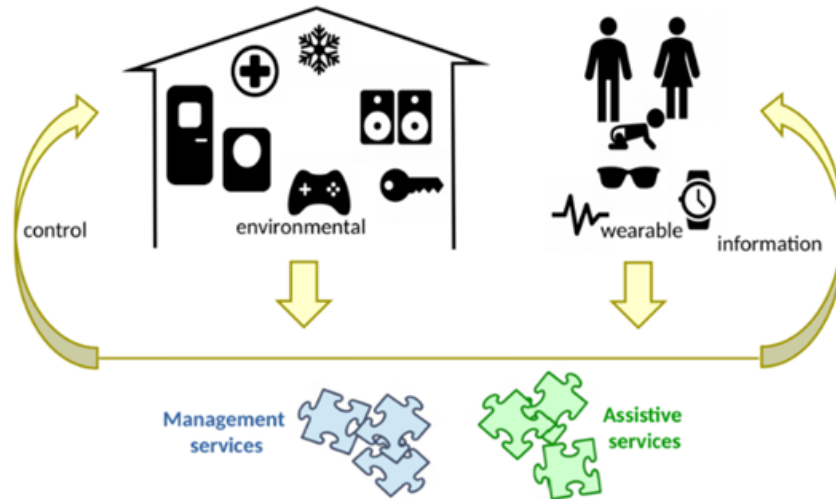 control
environmental
wearable
information
Management
services
Assistive
services